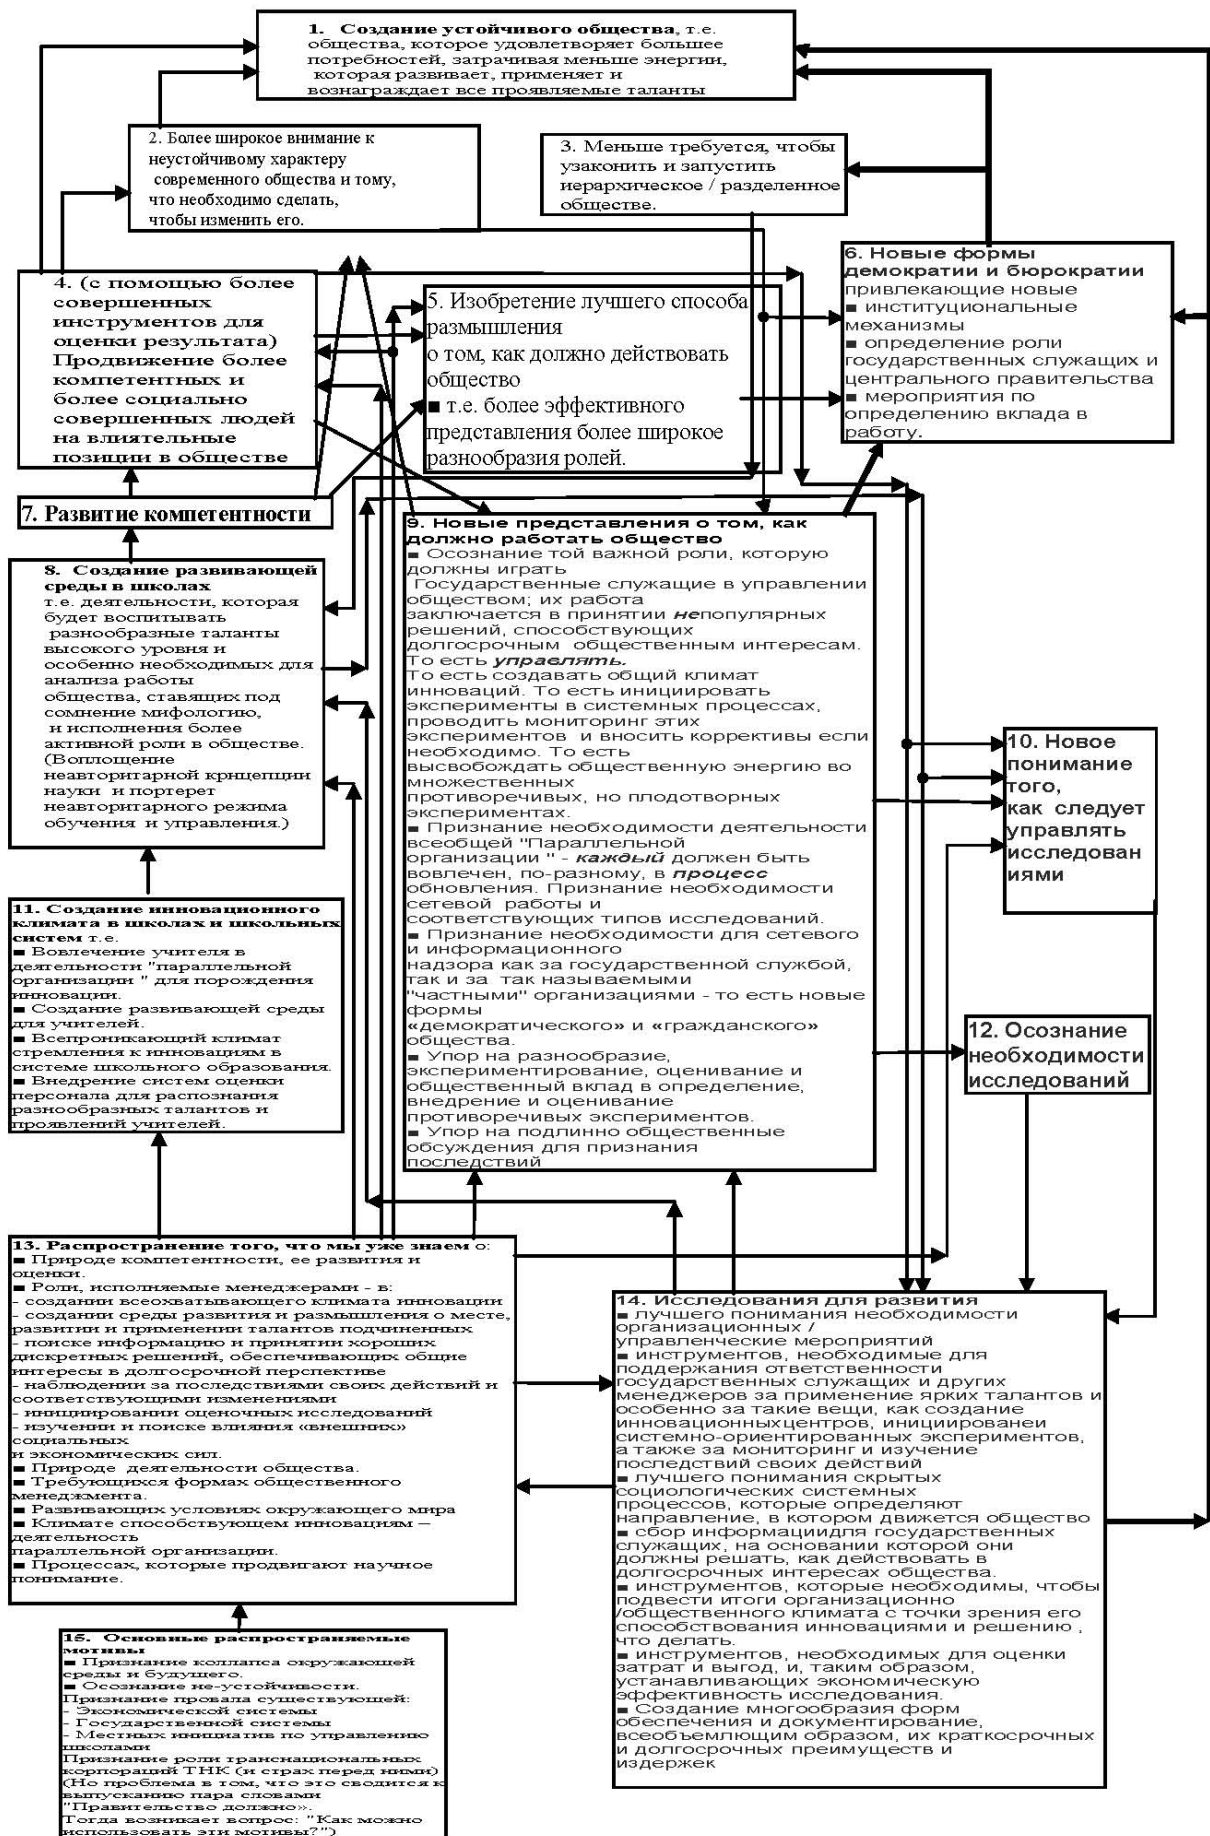 1. Создание устойчивого общества, т.е.
общества, которое удовлетворяет большее
потребностей, затрачивая меньше энергии,
которая развивает, применяет и
вознаграждает все проявляемые таланты
2. Более широкое внимание к
неустойчивому характеру
современного общества и тому,
что необходимо сделать,
чтобы изменить его.
3. Меньше требуется, чтобы
узаконить и запустить
иерархическое / разделенное
обществе.
4. (с помощью более
совершенных
инструментов для
оценки результата)
Продвижение более
компетентных и
более социально
совершенных людей
на влиятельные
позиции в обществе
5. Изобретение лучшего способа
размышления
о том, как должно действовать
общество
■ т.е. более эффективного
представления более широкое
разнообразия ролей.
6. Новые формы
демократии и бюрократии
привлекающие новые
■ институциональные
механизмы
■ определение роли
государственных служащих и
центрального правительства
■ мероприятия по
определению вклада в
работу.
7. Развитие компетентности
8. Создание развивающей
среды в школах
т.е. деятельности, которая
будет воспитывать
разнообразные таланты
высокого уровня и
особенно необходимых для
анализа работы
общества, ставящих под
сомнение мифологию,
и исполнения более
активной роли в обществе.
(Воплощение
неавторитарной крнцепции
науки и портерет
неавторитарного режима
обучения и управления.)
9. Новые представления о том, как
должно работать общество
■ Осознание той важной роли, которую
должны играть
Государственные служащие в управлении
обществом; их работа
заключается в принятии непопулярных
решений, способствующих
долгосрочным общественным интересам.
То есть управлять.
То есть создавать общий климат
инноваций. То есть инициировать
эксперименты в системных процессах,
проводить мониторинг этих
экспериментов и вносить коррективы если
необходимо. То есть
высвобождать общественную энергию во
множественных
противоречивых, но плодотворных
экспериментах.
■ Признание необходимости деятельности
всеобщей "Параллельной
организации " - каждый должен быть
вовлечен, по-разному, в процесс
обновления. Признание необходимости
сетевой работы и
соответствующих типов исследований.
■ Признание необходимости для сетевого
и информационного
надзора как за государственной службой,
так и за так называемыми
"частными" организациями - то есть новые
формы
«демократического» и «гражданского»
общества.
■ Упор на разнообразие,
экспериментирование, оценивание и
общественный вклад в определение,
внедрение и оценивание
противоречивых экспериментов.
■ Упор на подлинно общественные
обсуждения для признания
последствий
10. Новое
понимание
того,
как следует
управлять
исследован
иями
11. Создание инновационного
климата в школах и школьных
систем т.е.
■ Вовлечение учителя в
деятельности "параллельной
организации " для порождения
инновации.
■ Создание развивающей среды
для учителей.
■ Всепроникающий климат
стремления к инновациям в
системе школьного образования.
■ Внедрение систем оценки
персонала для распознания
разнообразных талантов и
проявлений учителей.
12. Осознание
необходимости
исследований
13. Распространение того, что мы уже знаем о:
■ Природе компетентности, ее развития и
оценки.
■ Роли, исполняемые менеджерами - в:
- создании всеохватывающего климата инновации
- создании среды развития и размышления о месте,
развитии и применении талантов подчиненных
- поиске информацию и принятии хороших
дискретных решений, обеспечивающих общие
интересы в долгосрочной перспективе
- наблюдении за последствиями своих действий и
соответствующими изменениями
- инициировании оценочных исследований
- изучении и поиске влияния «внешних»
социальных
и экономических сил.
■ Природе деятельности общества.
■ Требующихся формах общественного
менеджмента.
■ Развивающих условиях окружающего мира
■ Климате способствующем инновациям –
деятельность
параллельной организации.
■ Процессах, которые продвигают научное
понимание.
14. Исследования для развития
■ лучшего понимания необходимости
организационных /
управленческие мероприятий
■ инструментов, необходимые для
поддержания ответственности
государственных служащих и других
менеджеров за применение ярких талантов и
особенно за такие вещи, как создание
инновационныхцентров, инициированеи
системно-ориентированных экспериментов,
а также за мониторинг и изучение
последствий своих действий
■ лучшего понимания скрытых
социологических системных
процессов, которые определяют
направление, в котором движется общество
■ сбор информациидля государственных
служащих, на основании которой они
должны решать, как действовать в
долгосрочных интересах общества.
■ инструментов, которые необходимы, чтобы
подвести итоги организационно
/общественного климата с точки зрения его
способствования инновациями и решению ,
что делать.
■ инструментов, необходимых для оценки
затрат и выгод, и, таким образом,
устанавливающих экономическую
эффективность исследования.
■ Создание многообразия форм
обеспечения и документирование,
всеобъемлющим образом, их краткосрочных
и долгосрочных преимуществ и
издержек
15. Основные распространяемые
мотивы
■ Признание коллапса окружающей
среды и будущего.
■ Осознание не-устойчивости.
Признание провала существующей:
- Экономической системы
- Государственной системы
- Местных инициатив по управлению
школами
Признание роли транснациональных
корпораций ТНК (и страх перед ними)
(Но проблема в том, что это сводится к
выпусканию пара словами
"Правительство должно».
Тогда возникает вопрос: "Как можно
использовать эти мотивы?")